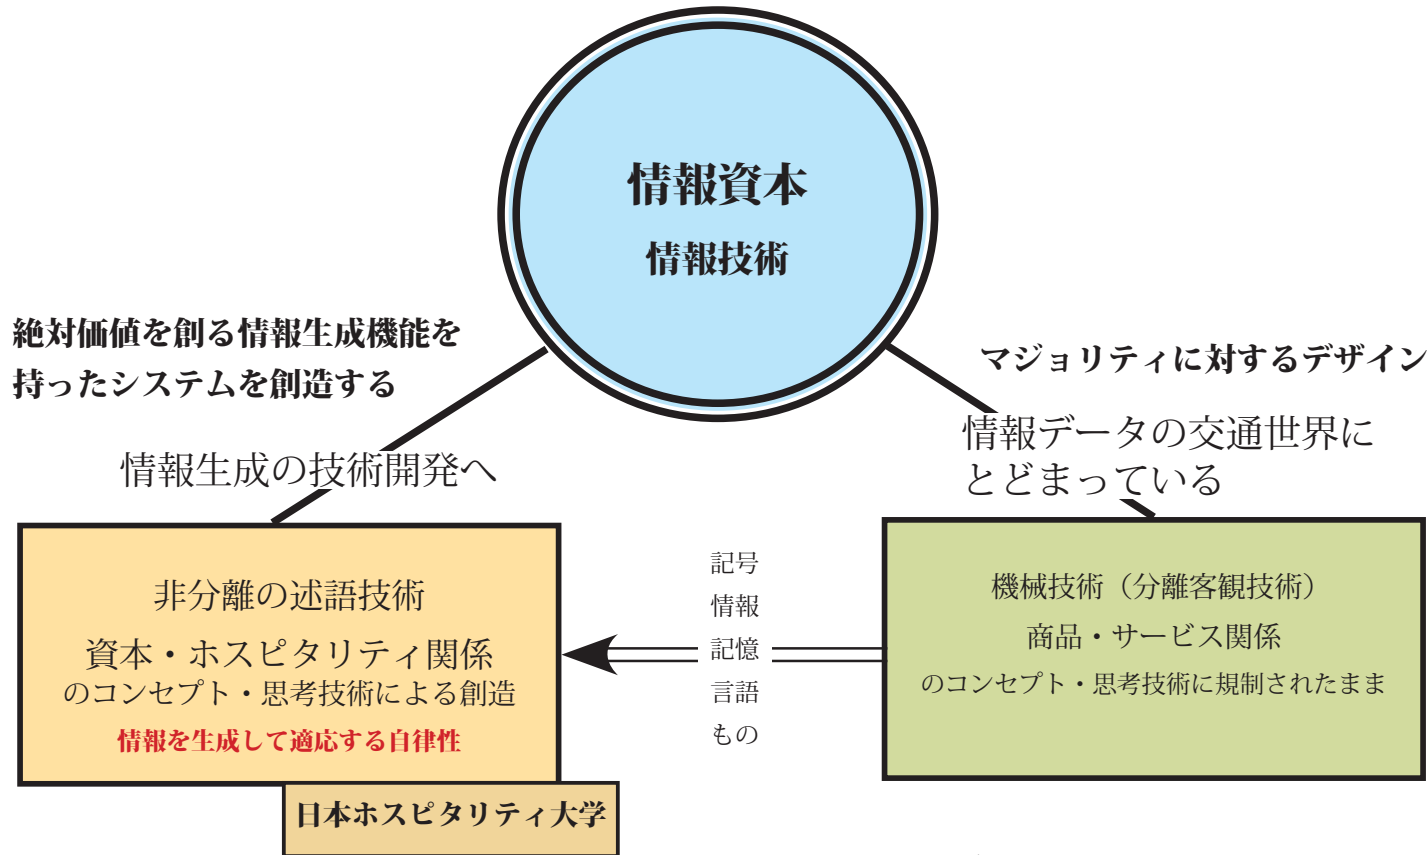 情報資本
情報技術
絶対価値を創る情報生成機能を
持ったシステムを創造する
マジョリティに対するデザイン
情報生成の技術開発へ
情報データの交通世界に
とどまっている
非分離の述語技術
資本・ホスピタリティ関係
のコンセプト・思考技術による創造
情報を生成して適応する自律性
日本ホスピタリティ大学
記号
情報
記憶
言語
もの
機械技術（分離客観技術）
商品・サービス関係
のコンセプト・思考技術に規制されたまま